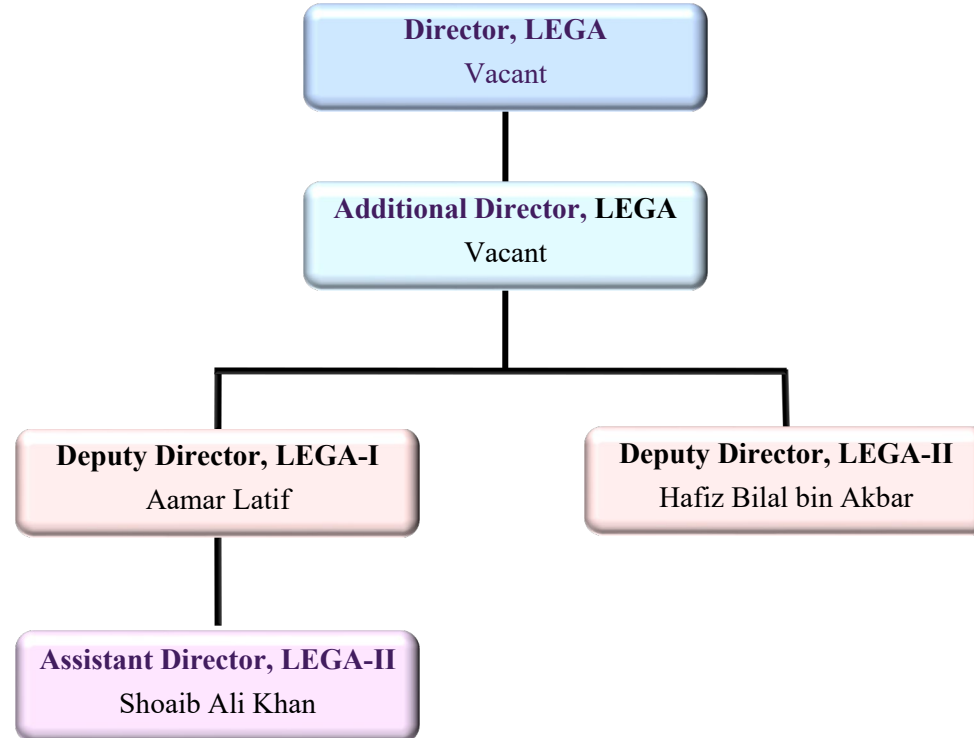 Director, LEGA
Vacant
Additional Director, LEGA
Vacant
Deputy Director, LEGA-I
Aamar Latif
Deputy Director, LEGA-II
Hafiz Bilal bin Akbar
Assistant Director, LEGA-II
Shoaib Ali Khan